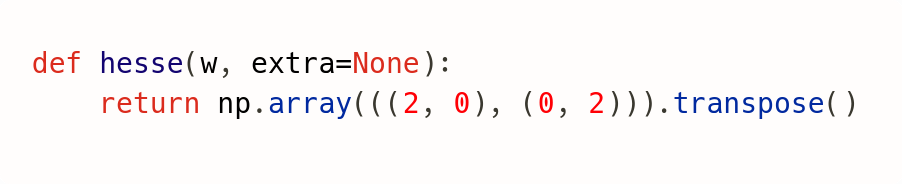 def hesse(w, extra=None):
    return np.array(((2, 0), (0, 2))).transpose()